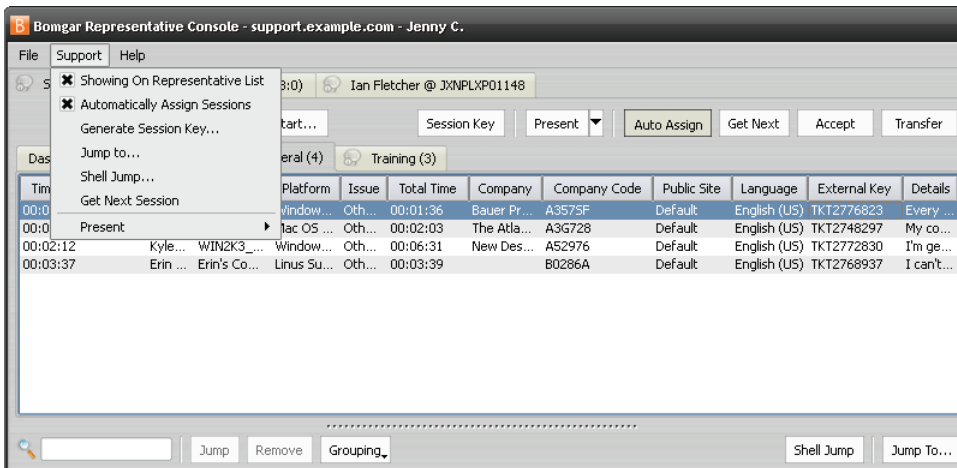 B Bomgar Representative Console - support.example.com - Jenny C.
File Support Help
S 3:0) Ian Fletcher @ JXNPLXP01148
Showing On Representative List
Automatically Assign Sessions
Generate Session Key...
Jump to...
Shell Jump...
Get Next Session
Present
tart... Session Key Present Auto Assign Get Next Accept Transfer
Das eral (4) Training (3)
Tim Platform Issue Total Time Company Company Code Public Site Language External Key Details
00:0 Window... Oth... 00:01:36 Bauer Pr... A3575F Default English (US) TKT2776823 Every ...
00:0 Mac OS ... Oth... 00:02:03 The Atla... A3G728 Default English (US) TKT2748297 My co...
00:02:12 Kyle... WIN2K3_... Window... Oth... 00:06:31 New Des... A52976 Default English (US) TKT2772830 I'm ge...
00:03:37 Erin ... Erin's Co... Linus Su... Oth... 00:03:39 B0286A Default English (US) TKT2768937 I can't...
Jump Remove Grouping Shell Jump Jump To...